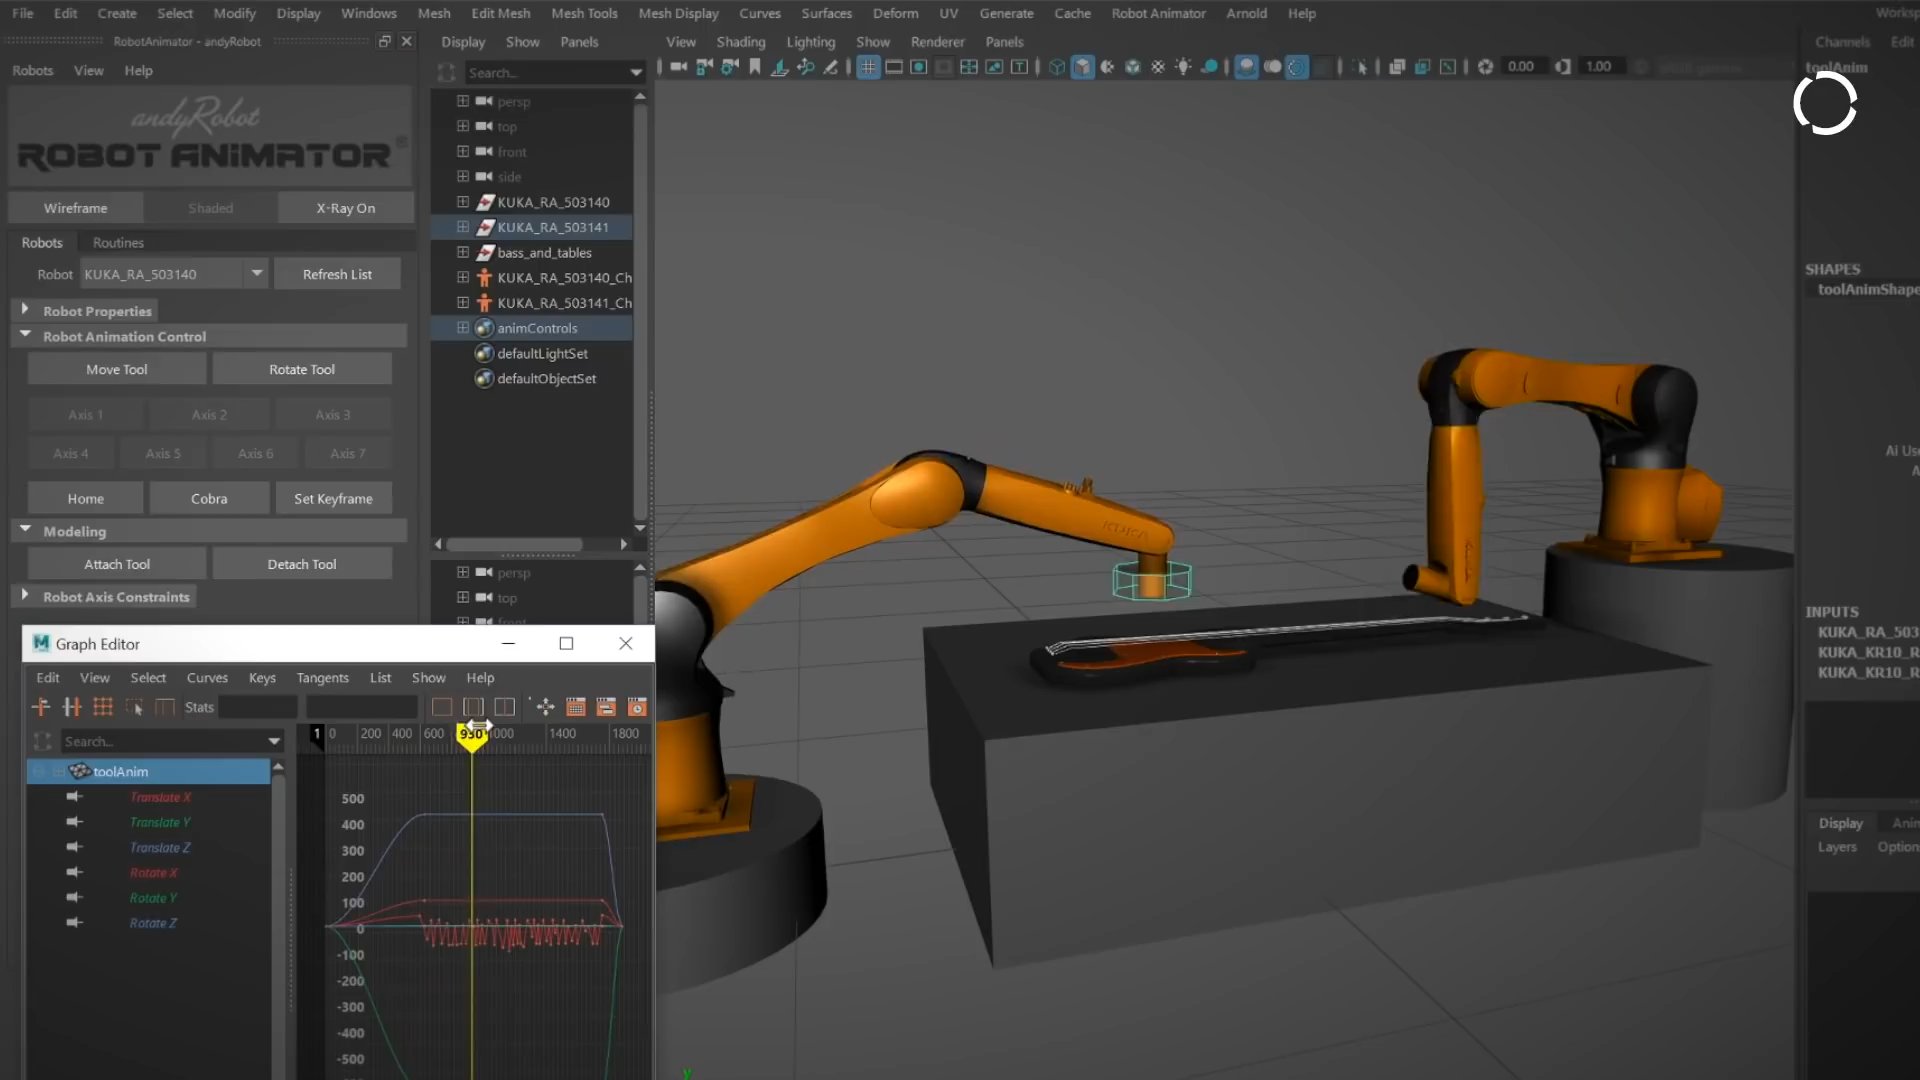 File Edit Create Select Modify Display Windows Mesh Edit Mesh Mesh Tools Mesh Display Curves Surfaces Deform UV Generate Cache Robot Animator Arnold Help Works
RobotAnimator - andyRobot
Robots View Help
andyRobot
ROBOT ANIMATOR
Wireframe Shaded X-Ray On
Robots Routines
Robot KUKA_RA_503140 Refresh List
Robot Properties
Robot Animation Control
Move Tool Rotate Tool
Axis 1 Axis 2 Axis 3
Axis 4 Axis 5 Axis 6 Axis 7
Home Cobra Set Keyframe
Modeling
Attach Tool Detach Tool
Robot Axis Constraints
Display Show Panels
Search...
persp
top
front
side
KUKA_RA_503140
KUKA_RA_503141
bass_and_tables
KUKA_RA_503140_Ch
KUKA_RA_503141_Ch
animControls
defaultLightSet
defaultObjectSet
persp
top
front
View Shading Lighting Show Renderer Panels
0.00 1.00
KUKA
Channels Edit
toolAnim
SHAPES
toolAnimShape
Ai Use
A
INPUTS
KUKA_RA_503
KUKA_KR10_R
KUKA_KR10_R
Display Anim
Layers Option
Graph Editor
Edit View Select Curves Keys Tangents List Show Help
Stats
Search...
toolAnim
Translate X
Translate Y
Translate Z
Rotate X
Rotate Y
Rotate Z
1 0 200 400 600 930 1000 1400 1800
500
400
300
200
100
0
-100
-200
-300
-400
-500
y